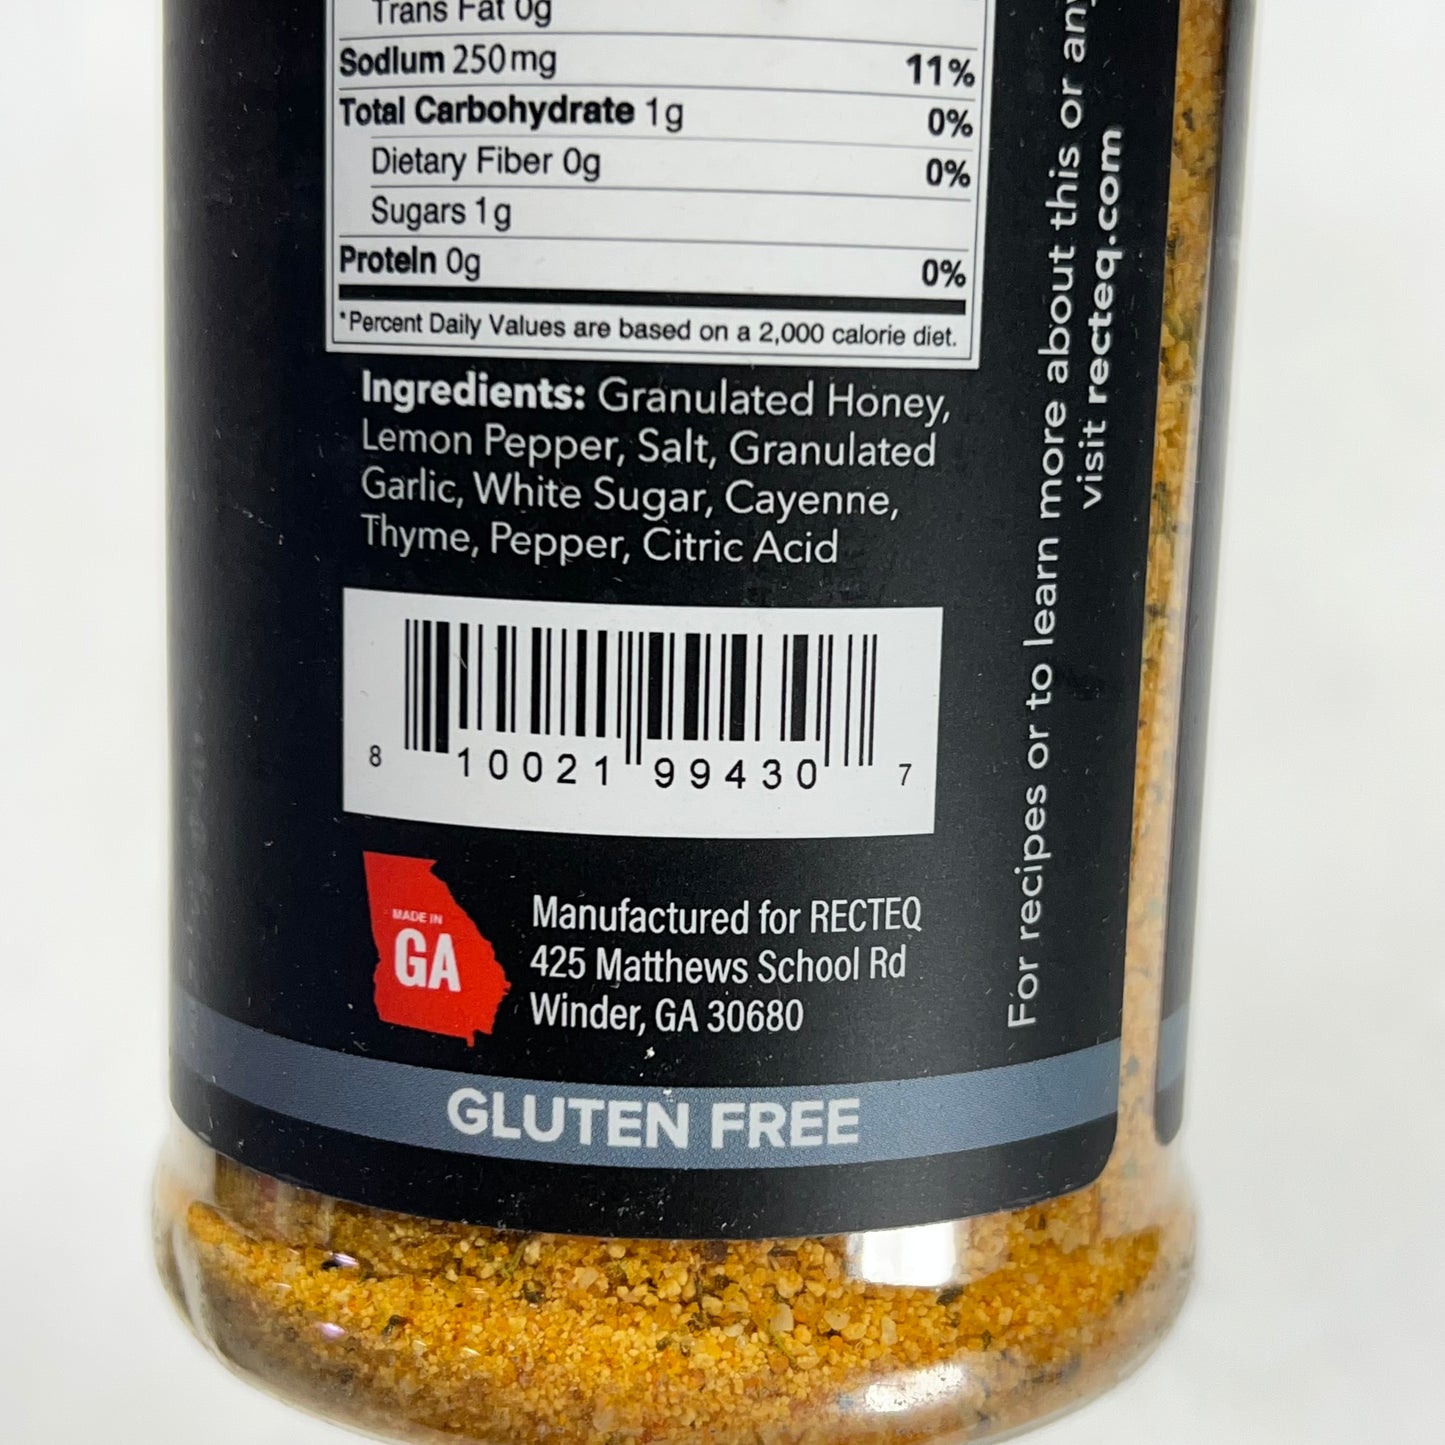 Trans Fat 0g
Sodium 250mg 11%
Total Carbohydrate 1g 0%
Dietary Fiber 0g 0%
Sugars 1g
Protein 0g 0%
*Percent Daily Values are based on a 2,000 calorie diet.
Ingredients: Granulated Honey,
Lemon Pepper, Salt, Granulated
Garlic, White Sugar, Cayenne,
Thyme, Pepper, Citric Acid
8 10021 99430 7
MADE IN
GA
Manufactured for RECTEQ
425 Matthews School Rd
Winder, GA 30680
GLUTEN FREE
For recipes or to learn more about this or
visit recteq.com